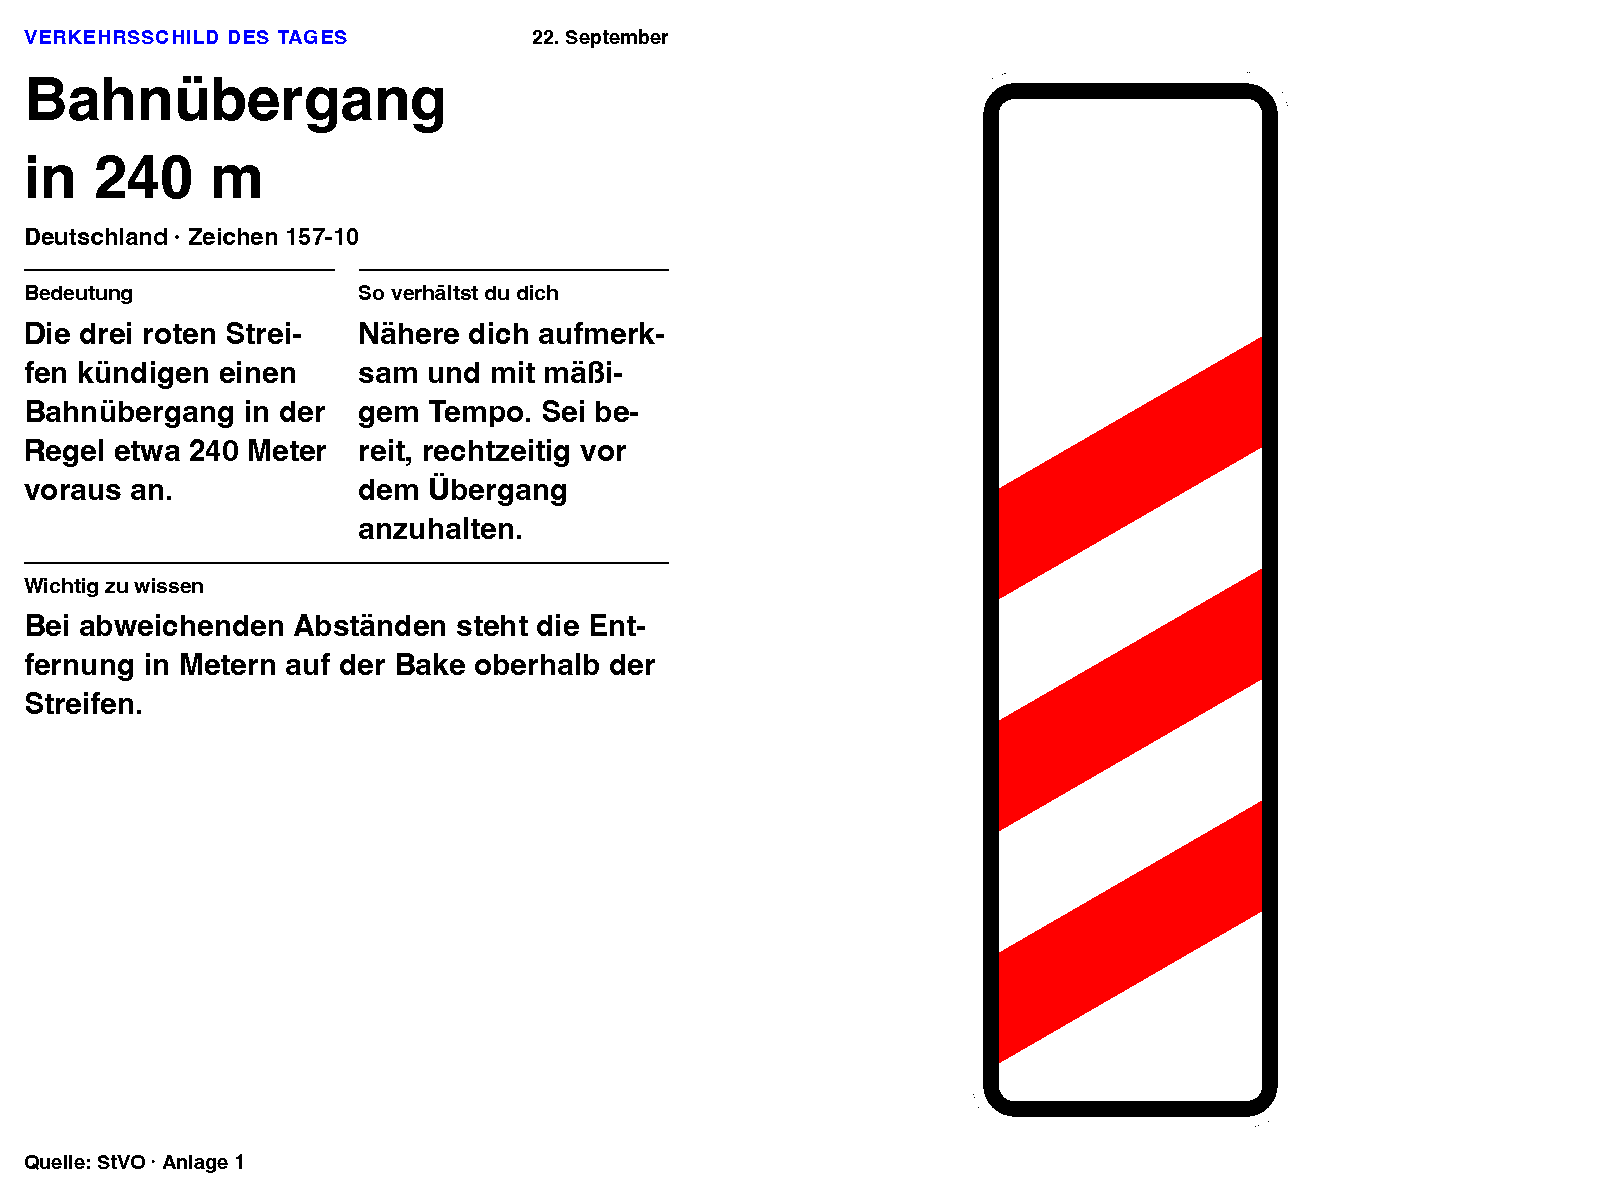 VERKEHRSSCHILD DES TAGES
22. September
Bahnübergang
in 240 m
Deutschland · Zeichen 157-10
Bedeutung
Die drei roten Strei-
fen kündigen einen
Bahnübergang in der
Regel etwa 240 Meter
voraus an.
So verhältst du dich
Nähere dich aufmerk-
sam und mit mäßi-
gem Tempo. Sei be-
reit, rechtzeitig vor
dem Übergang
anzuhalten.
Wichtig zu wissen
Bei abweichenden Abständen steht die Ent-
fernung in Metern auf der Bake oberhalb der
Streifen.
Quelle: StVO · Anlage 1